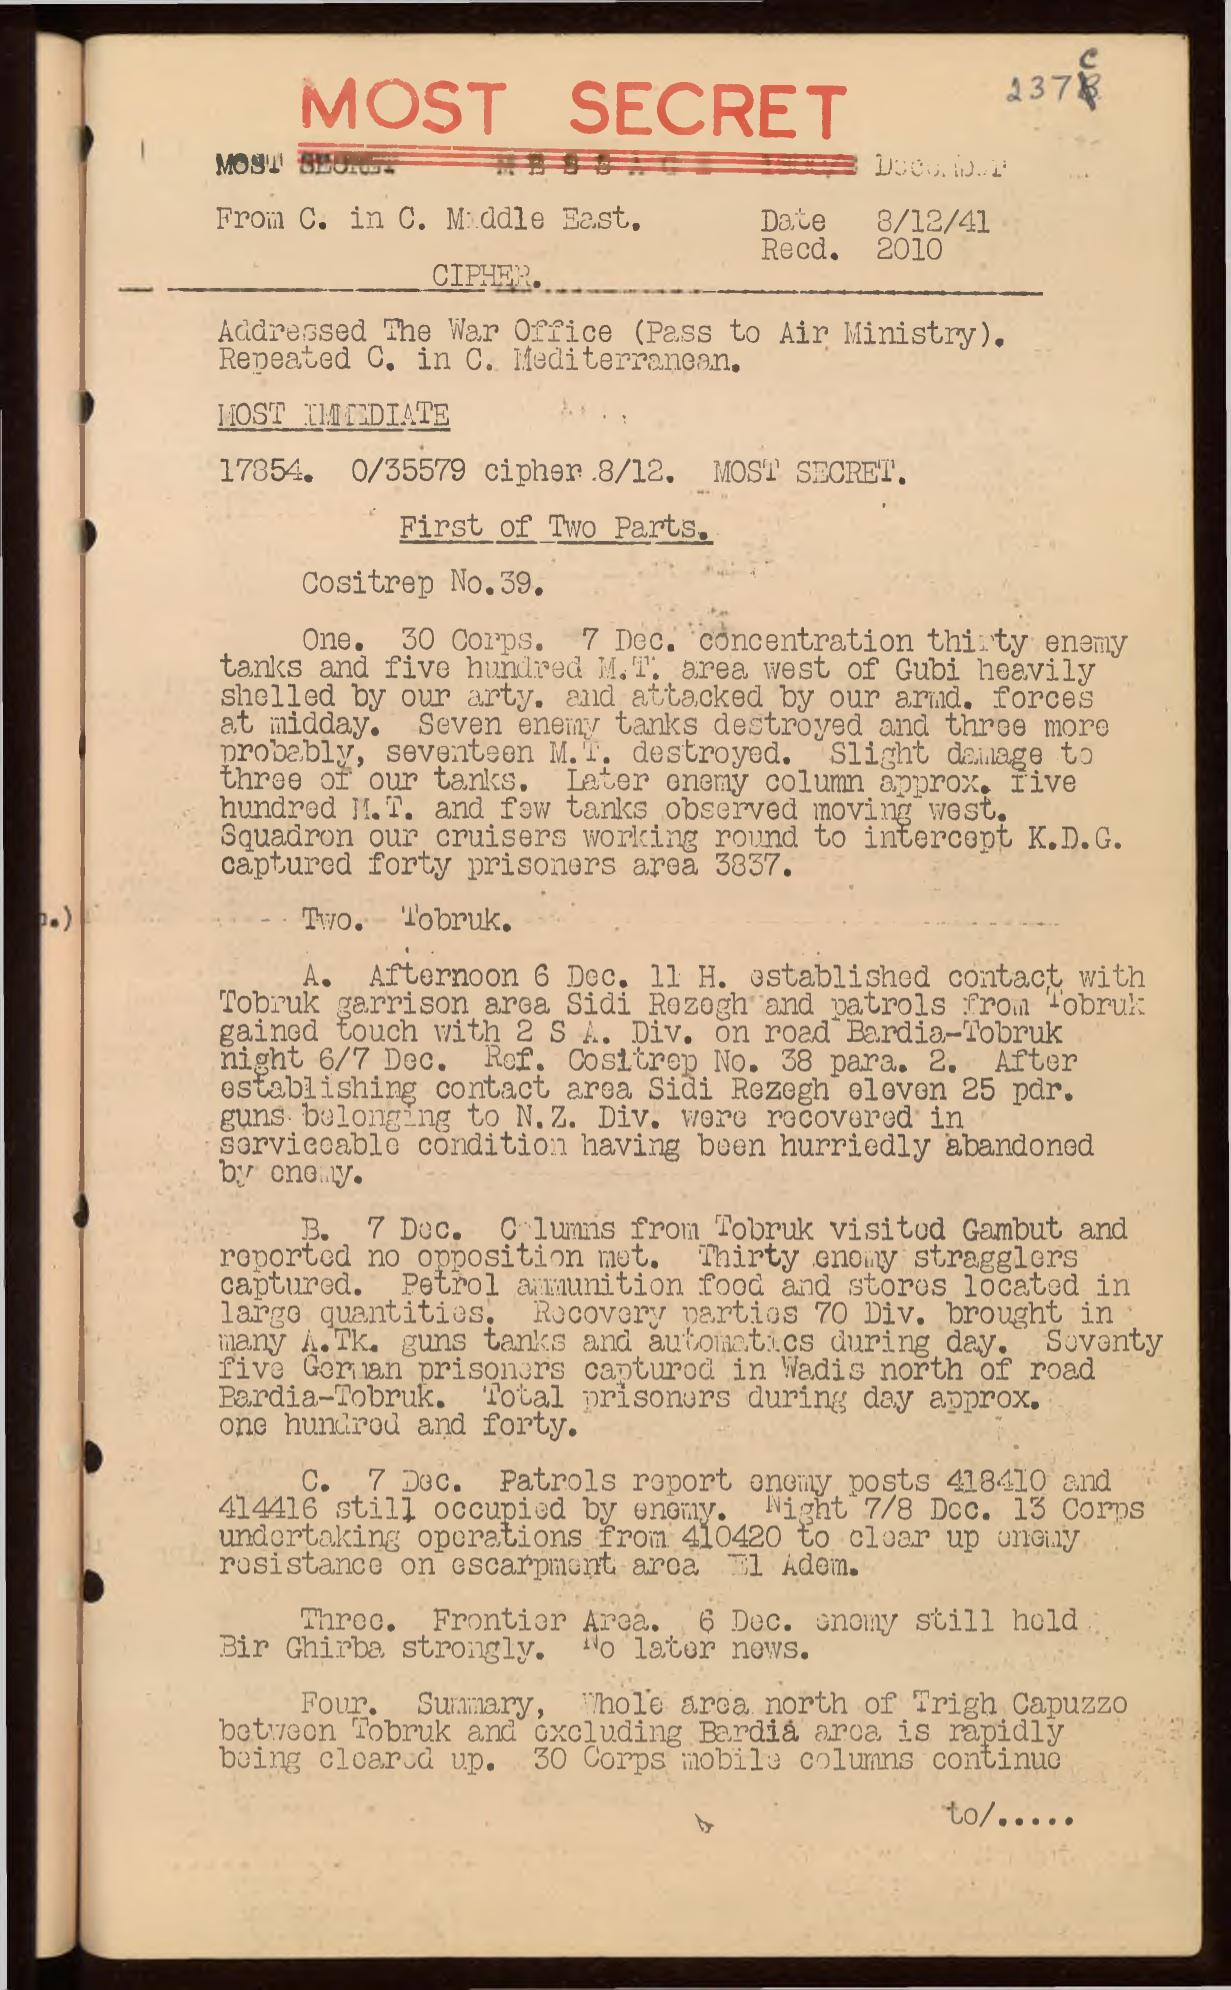 237C
MOST SECRET
MOST SECRET MESSAGE December
From C. in C. Middle East. Date 8/12/41
Recd. 2010
CIPHER.
Addressed The War Office (Pass to Air Ministry).
Repeated C. in C. Mediterranean.
MOST IMMEDIATE
17854. O/35579 cipher 8/12. MOST SECRET.
First of Two Parts.
Cositrep No.39.
One. 30 Corps. 7 Dec. concentration thirty enemy
tanks and five hundred M.T. area west of Gubi heavily
shelled by our arty. and attacked by our armd. forces
at midday. Seven enemy tanks destroyed and three more
probably, seventeen M.T. destroyed. Slight damage to
three of our tanks. Later enemy column approx. five
hundred M.T. and few tanks observed moving west.
Squadron our cruisers working round to intercept K.D.G.
captured forty prisoners area 3837.
p.)
Two. Tobruk.
A. Afternoon 6 Dec. 11 H. established contact with
Tobruk garrison area Sidi Rezegh and patrols from Tobruk
gained touch with 2 S A. Div. on road Bardia-Tobruk
night 6/7 Dec. Ref. Cositrep No. 38 para. 2. After
establishing contact area Sidi Rezegh eleven 25 pdr.
guns belonging to N.Z. Div. were recovered in
serviceable condition having been hurriedly abandoned
by enemy.
B. 7 Dec. Columns from Tobruk visited Gambut and
reported no opposition met. Thirty enemy stragglers
captured. Petrol ammunition food and stores located in
large quantities. Recovery parties 70 Div. brought in
many A.Tk. guns tanks and automatics during day. Seventy
five German prisoners captured in Wadis north of road
Bardia-Tobruk. Total prisoners during day approx.
one hundred and forty.
C. 7 Dec. Patrols report enemy posts 418410 and
414416 still occupied by enemy. Night 7/8 Dec. 13 Corps
undertaking operations from 410420 to clear up enemy
resistance on escarpment area El Adem.
Three. Frontier Area. 6 Dec. enemy still held
Bir Ghirba strongly. No later news.
Four. Summary, Whole area north of Trigh Capuzzo
between Tobruk and excluding Bardia area is rapidly
being cleared up. 30 Corps mobile columns continue
to/.....